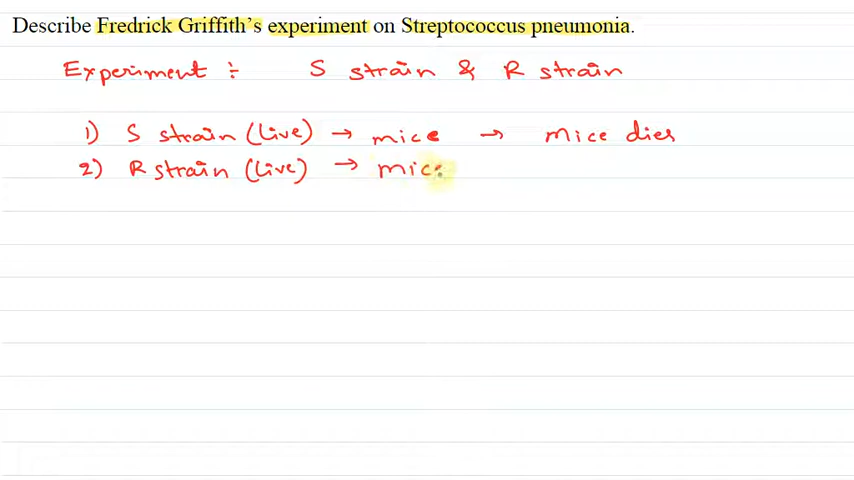 Describe Fredrick Griffith's experiment on Streptococcus pneumonia.
Experiment ÷ S strain & R strain
1) S strain (live) → mice → mice dies
2) R strain (live) → mic